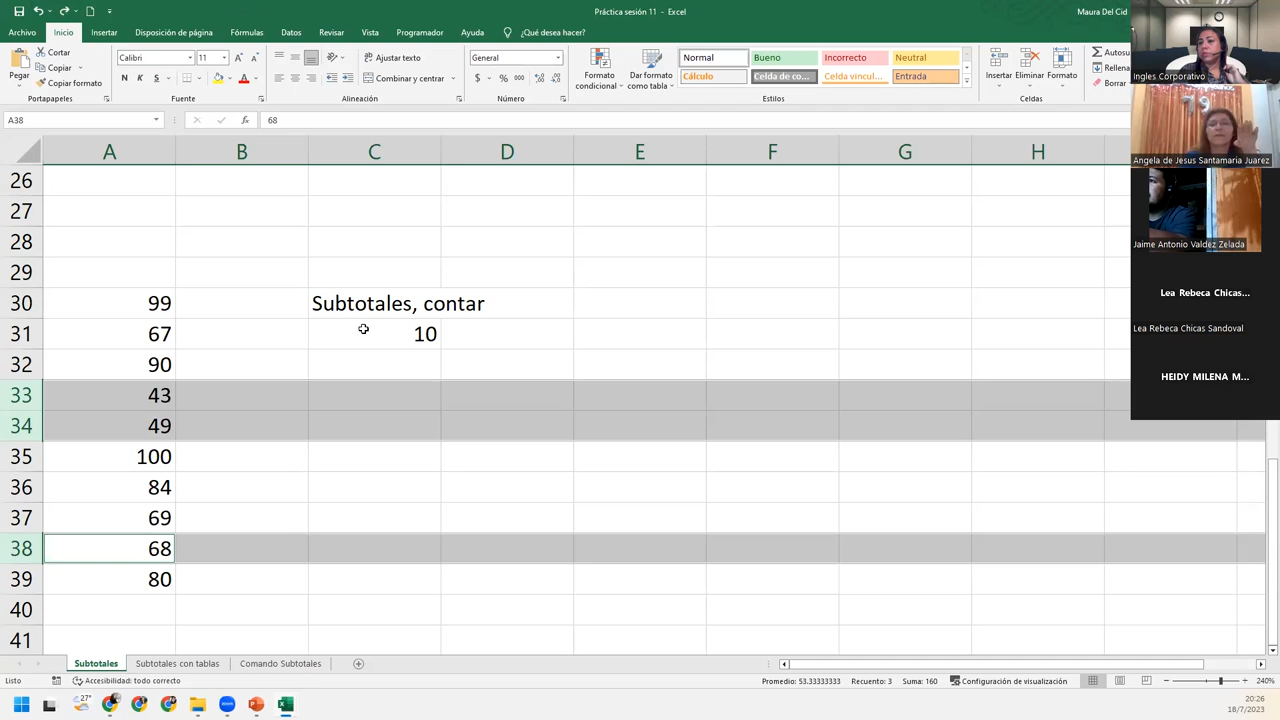 Práctica sesión 11 - Excel
Maura Del Cid
Archivo Inicio Insertar Disposición de página Fórmulas Datos Revisar Vista Programador Ayuda ¿Qué desea hacer?
Pegar
Cortar
Copiar
Copiar formato
Portapapeles
Calibri 11
N K S
Fuente
Ajustar texto
Combinar y centrar
Alineación
General
$ % 000
Número
Formato condicional
Dar formato como tabla
Normal Bueno Incorrecto Neutral
Cálculo Celda de co... Celda vincul... Entrada
Estilos
Insertar Eliminar Formato
Celdas
Autosu
Rellena
Borrar
A38 fx 68
A B C D E F G H
26
27
28
29
30 99 Subtotales, contar
31 67 10
32 90
33 43
34 49
35 100
36 84
37 69
38 68
39 80
40
41
Subtotales Subtotales con tablas Comando Subtotales
Listo Accesibilidad: todo correcto Promedio: 53.33333333 Recuento: 3 Suma: 160 Configuración de visualización 240%
27°
20:26
18/7/2023
Ingles Corporativo
79
Angela de Jesus Santamaria Juarez
Jaime Antonio Valdez Zelada
Lea Rebeca Chicas...
Lea Rebeca Chicas Sandoval
HEIDY MILENA M...